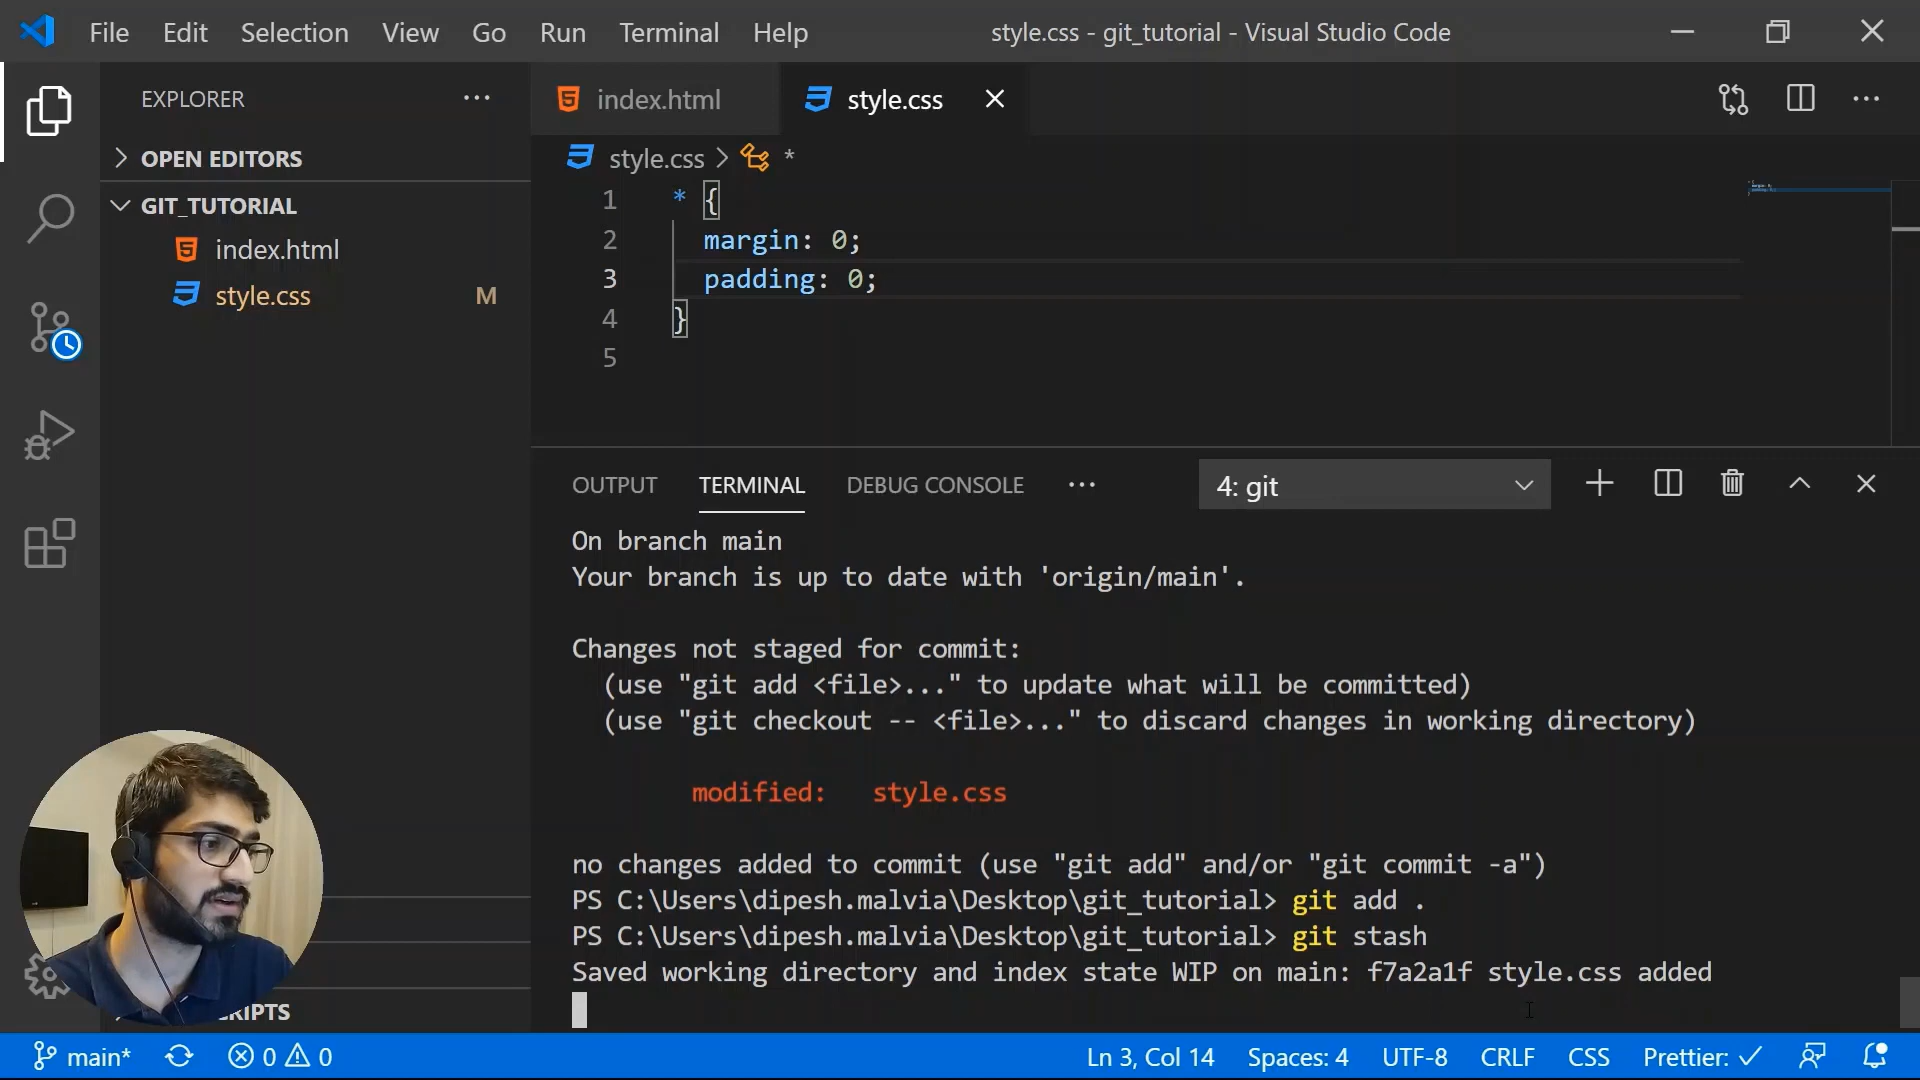 File Edit Selection View Go Run Terminal Help
style.css - git_tutorial - Visual Studio Code
EXPLORER
OPEN EDITORS
GIT_TUTORIAL
index.html
style.css M
index.html
style.css
style.css > *
1 * {
2 margin: 0;
3 padding: 0;
4 }
5
OUTPUT TERMINAL DEBUG CONSOLE
4: git
On branch main
Your branch is up to date with 'origin/main'.
Changes not staged for commit:
(use "git add <file>..." to update what will be committed)
(use "git checkout -- <file>..." to discard changes in working directory)
modified: style.css
no changes added to commit (use "git add" and/or "git commit -a")
PS C:\Users\dipesh.malvia\Desktop\git_tutorial> git add .
PS C:\Users\dipesh.malvia\Desktop\git_tutorial> git stash
Saved working directory and index state WIP on main: f7a2a1f style.css added
RIPTS
main* 0 0
Ln 3, Col 14 Spaces: 4 UTF-8 CRLF CSS Prettier: ✓